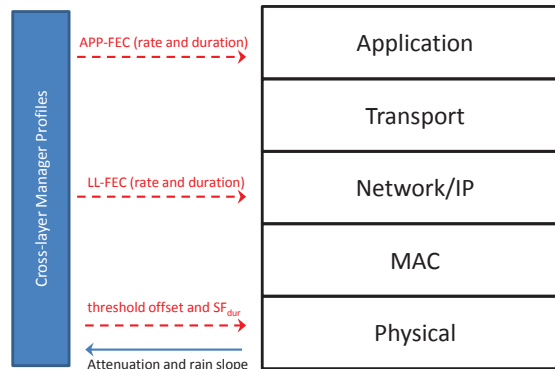 Cross-layer Manager Profiles
APP-FEC (rate and duration)
Application
Transport
LL-FEC (rate and duration)
Network/IP
MAC
threshold offset and SF_dur
Physical
Attenuation and rain slope